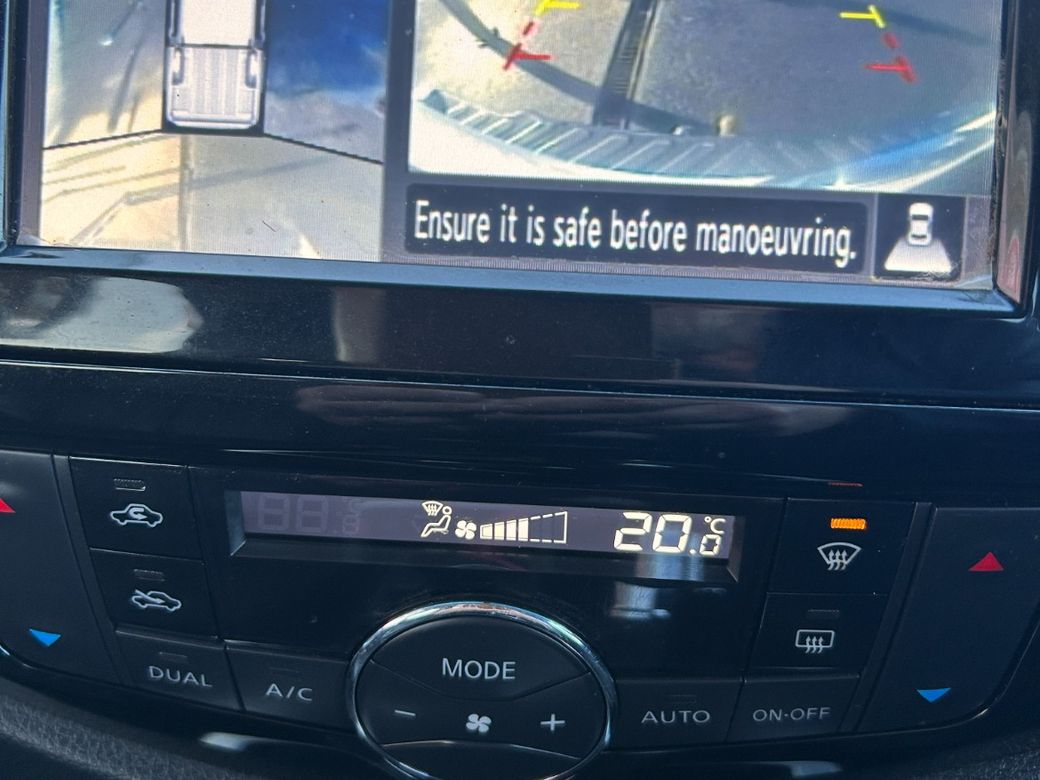 Ensure it is safe before manoeuvring.
20.0 °C
MODE
DUAL
A/C
AUTO
ON·OFF